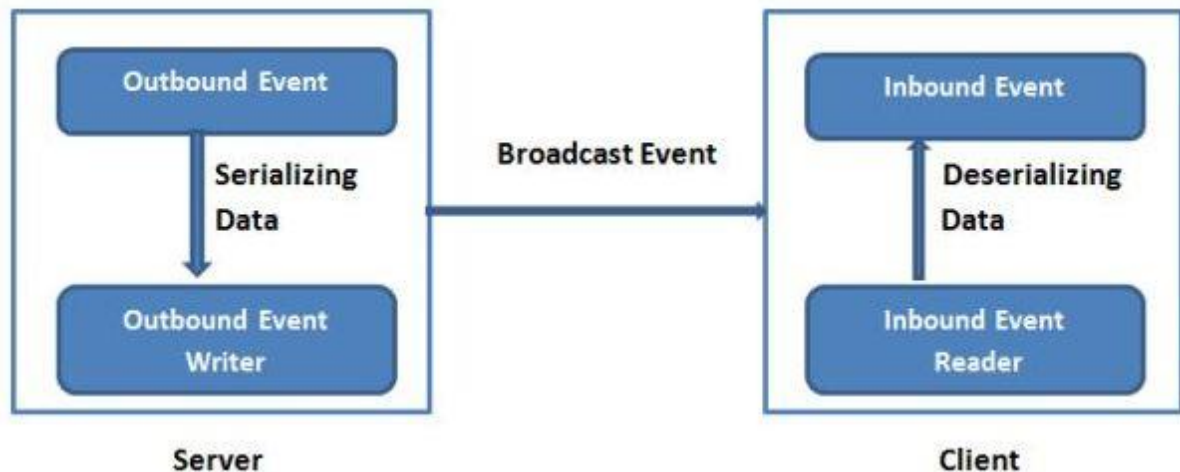 Outbound Event
Serializing
Data
Outbound Event
Writer
Server
Broadcast Event
Inbound Event
Deserializing
Data
Inbound Event
Reader
Client